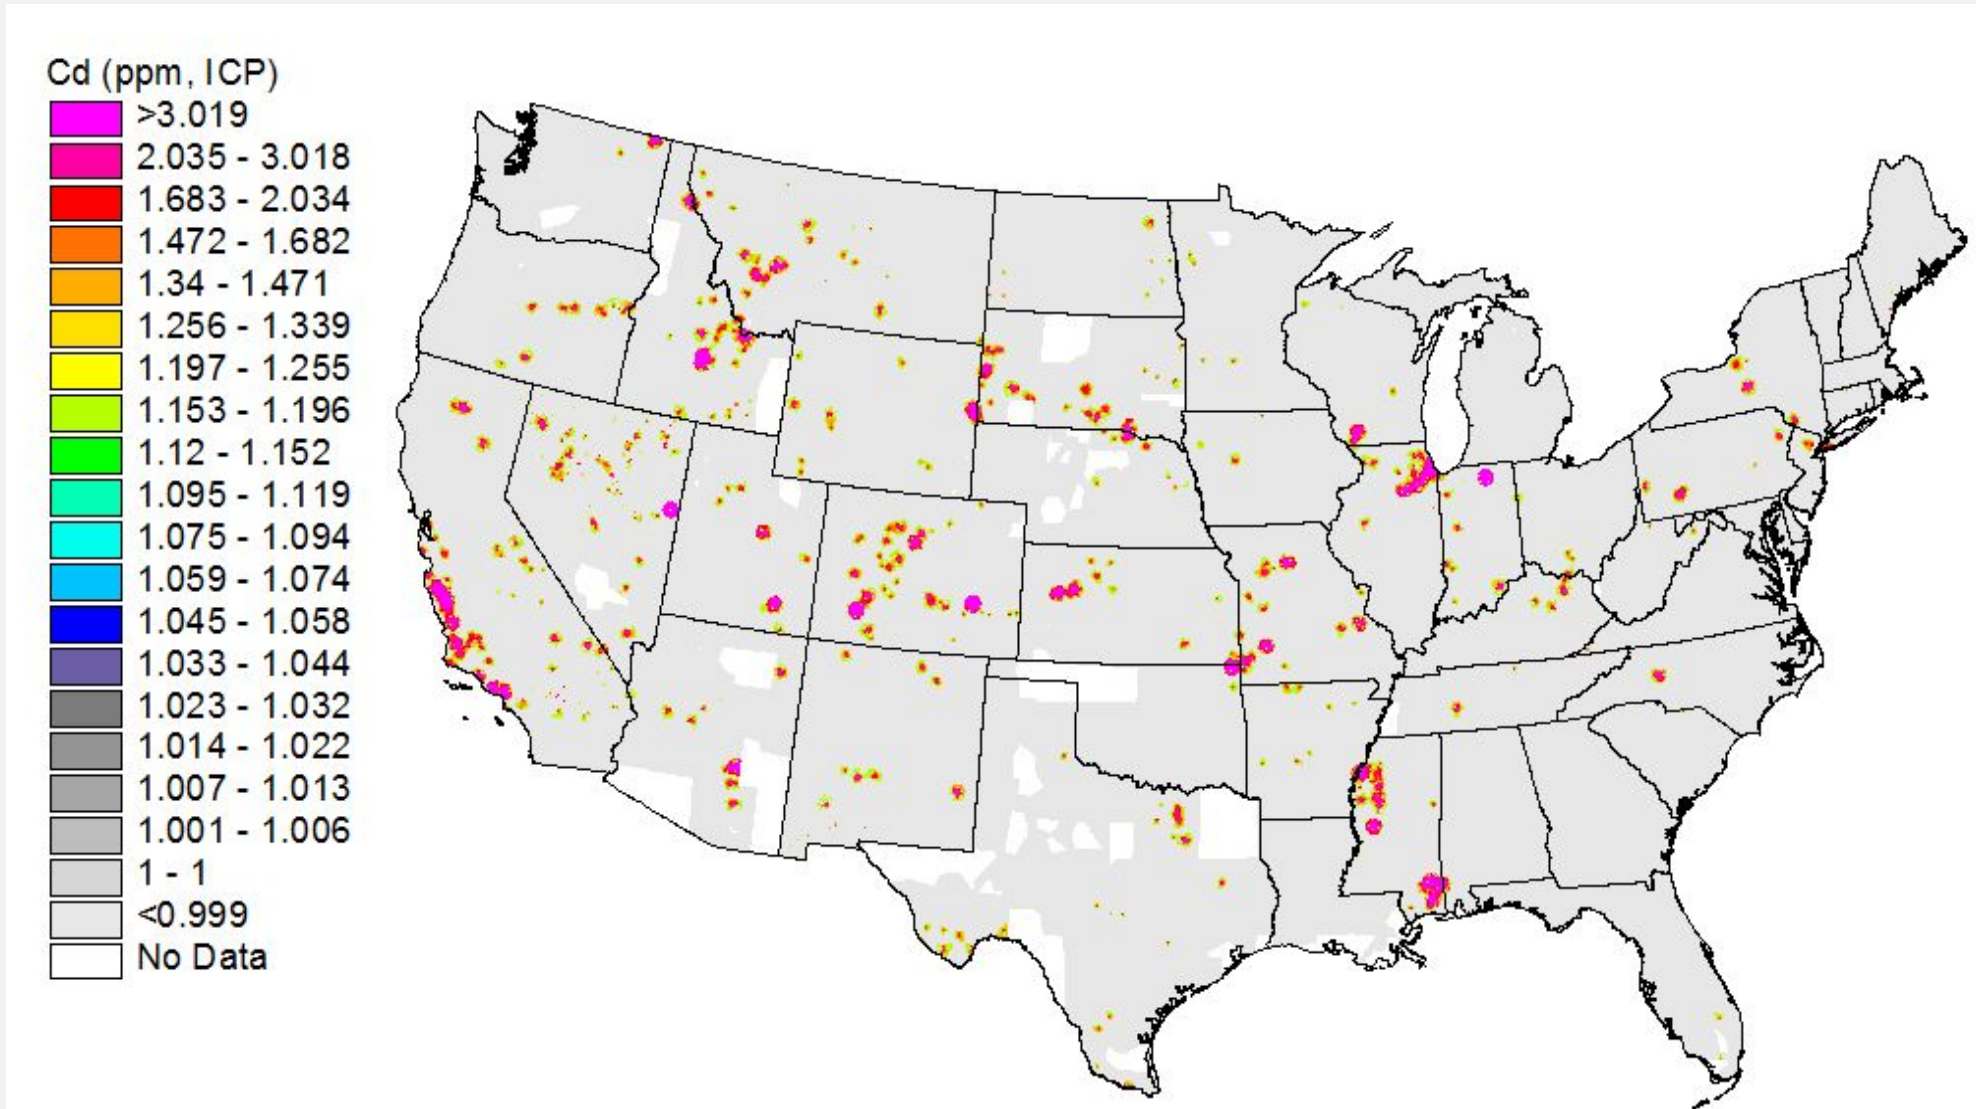 Cd (ppm, ICP)
>3.019
2.035 - 3.018
1.683 - 2.034
1.472 - 1.682
1.34 - 1.471
1.256 - 1.339
1.197 - 1.255
1.153 - 1.196
1.12 - 1.152
1.095 - 1.119
1.075 - 1.094
1.059 - 1.074
1.045 - 1.058
1.033 - 1.044
1.023 - 1.032
1.014 - 1.022
1.007 - 1.013
1.001 - 1.006
1 - 1
<0.999
No Data